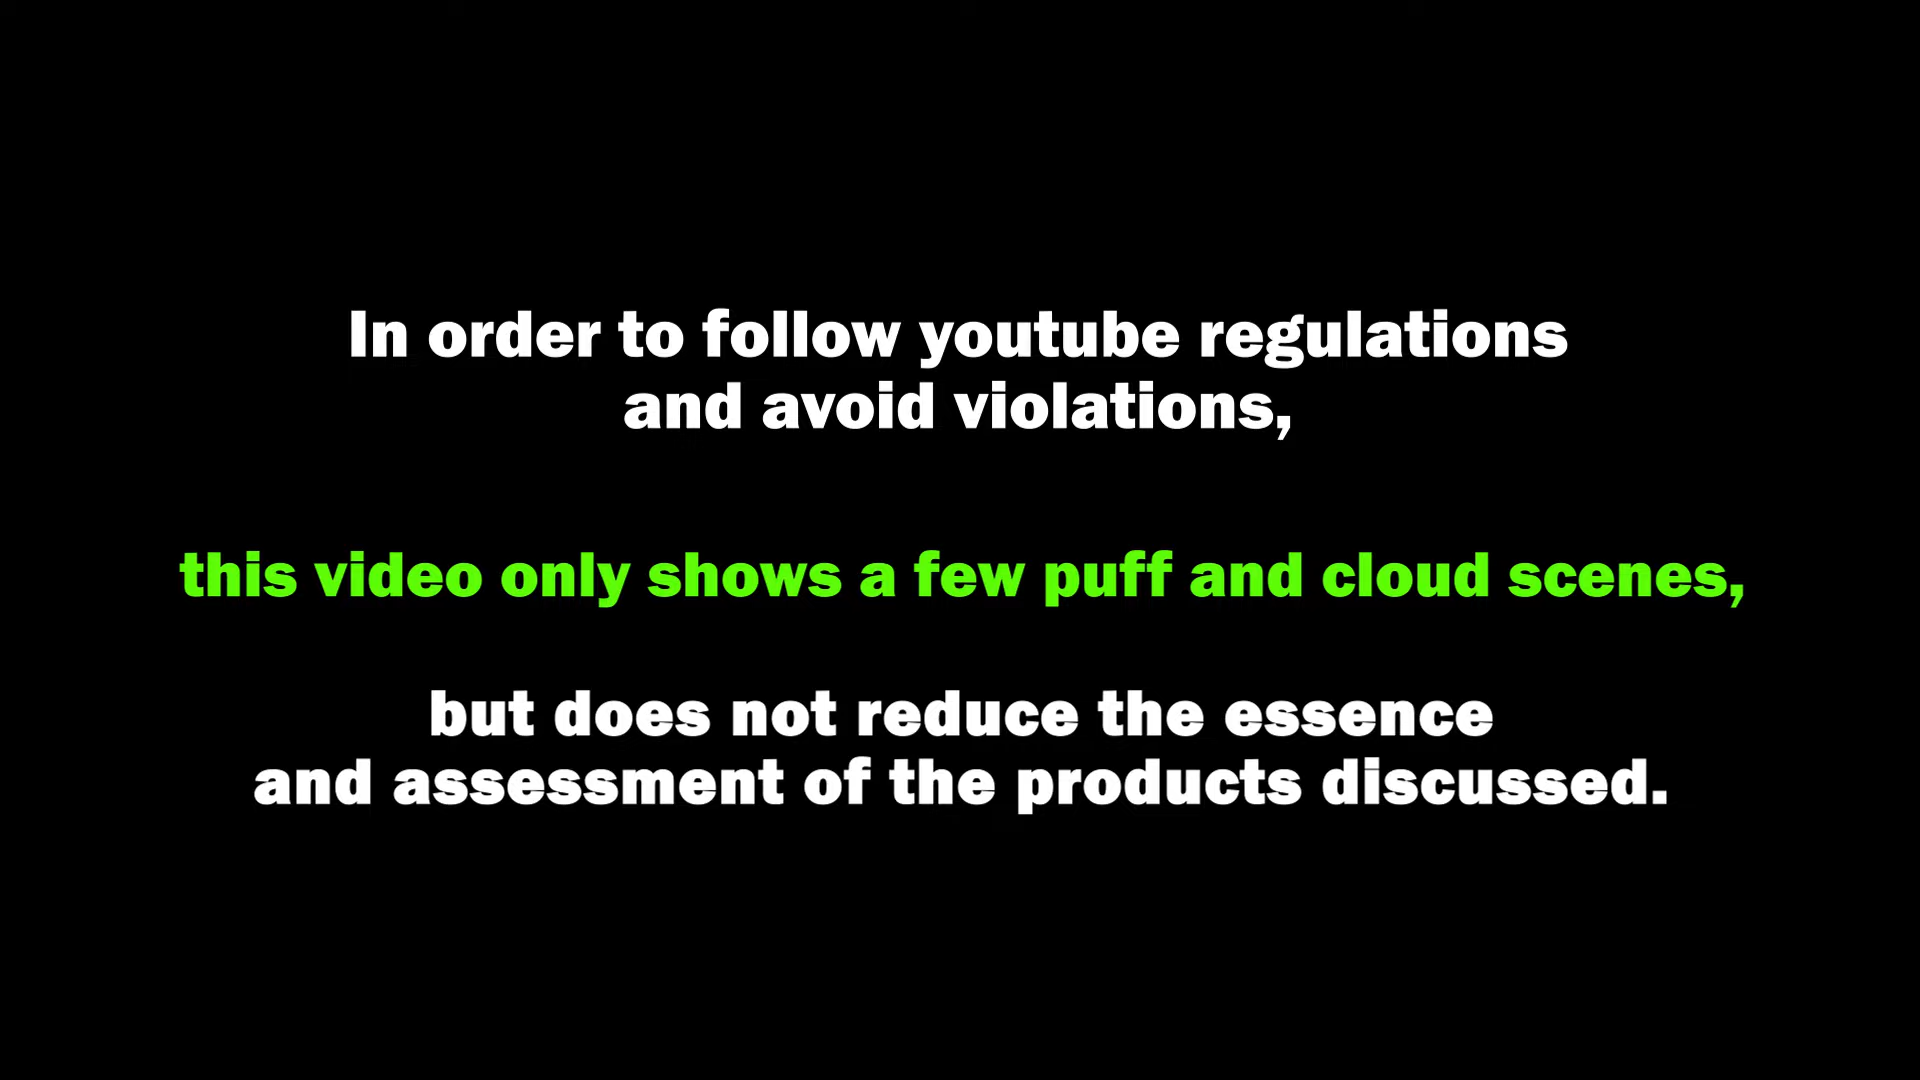 In order to follow youtube regulations
and avoid violations,
this video only shows a few puff and cloud scenes,
but does not reduce the essence
and assessment of the products discussed.